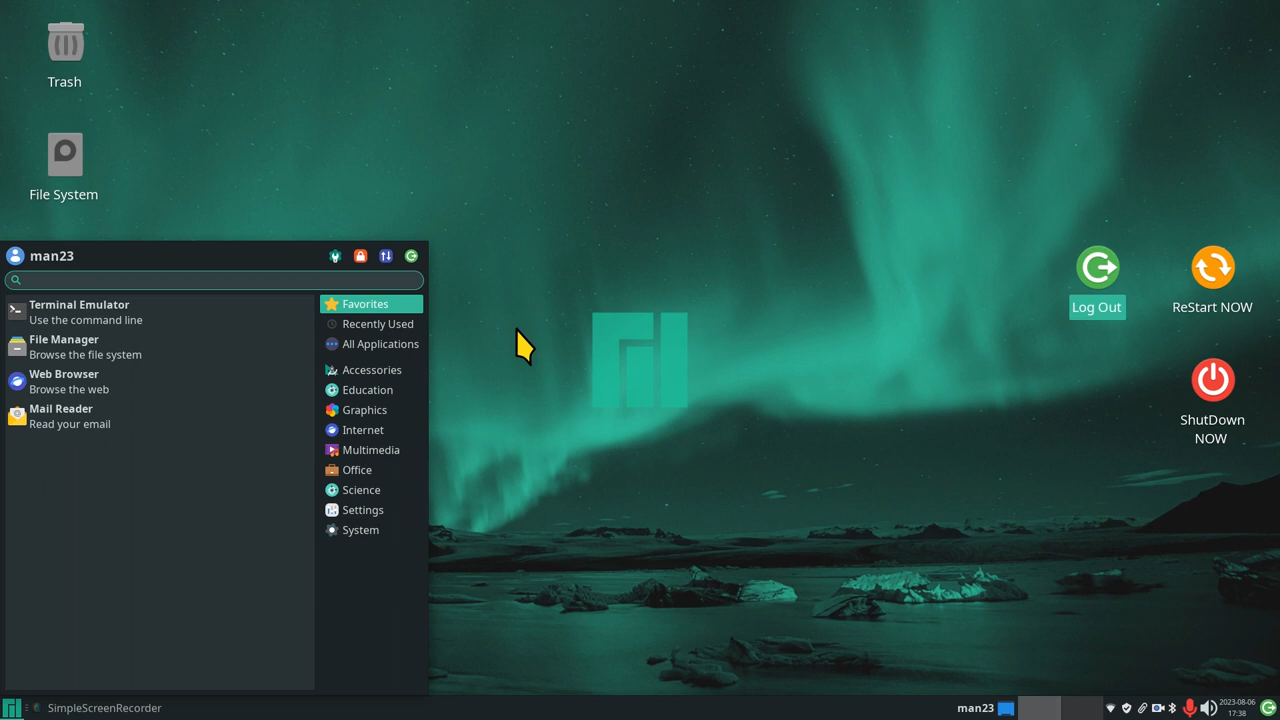 Trash
File System
man23
Terminal Emulator
Use the command line
File Manager
Browse the file system
Web Browser
Browse the web
Mail Reader
Read your email
Favorites
Recently Used
All Applications
Accessories
Education
Graphics
Internet
Multimedia
Office
Science
Settings
System
Log Out
ReStart NOW
ShutDown
NOW
SimpleScreenRecorder
man23
2023-08-06
17:38